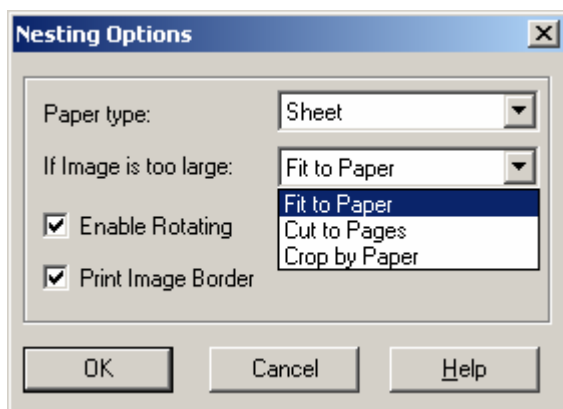 Nesting Options
Paper type: Sheet
If Image is too large: Fit to Paper
Fit to Paper
Enable Rotating Cut to Pages
Crop by Paper
Print Image Border
OK Cancel Help